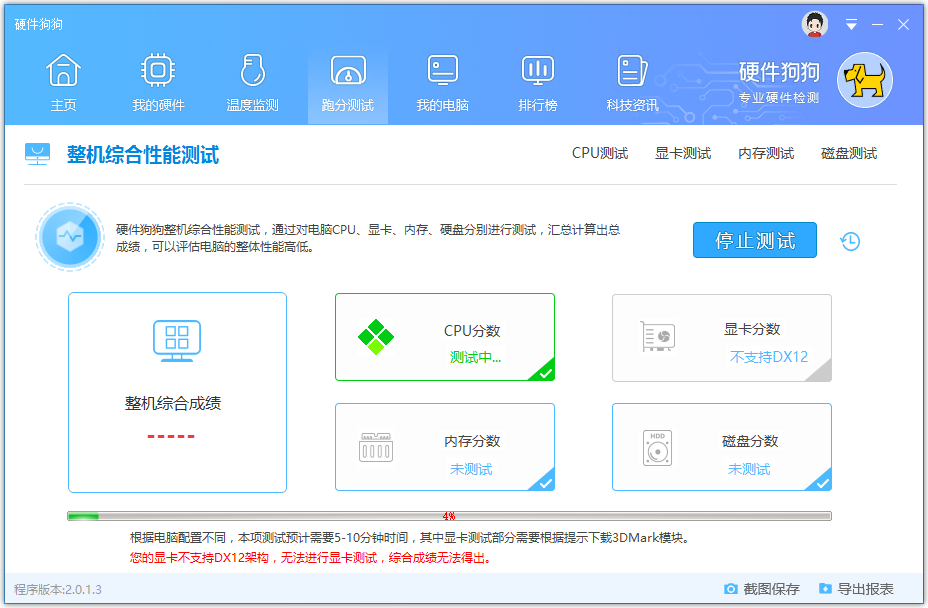 硬件狗狗
主页
我的硬件
温度监测
跑分测试
我的电脑
排行榜
科技资讯
硬件狗狗
专业硬件检测
整机综合性能测试
CPU测试
显卡测试
内存测试
磁盘测试
硬件狗狗整机综合性能测试，通过对电脑CPU、显卡、内存、硬盘分别进行测试，汇总计算出总
成绩，可以评估电脑的整体性能高低。
停止测试
整机综合成绩
-----
CPU分数
测试中...
显卡分数
不支持DX12
内存分数
未测试
HDD
磁盘分数
未测试
4%
根据电脑配置不同，本项测试预计需要5-10分钟时间，其中显卡测试部分需要根据提示下载3DMark模块。
您的显卡不支持DX12架构，无法进行显卡测试，综合成绩无法得出。
程序版本:2.0.1.3
截图保存
导出报表